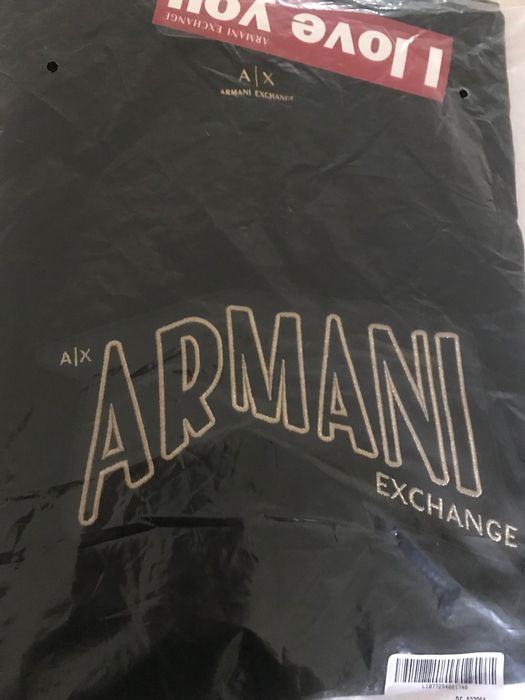 I love you
ARMANI EXCHANGE
A|X
ARMANI EXCHANGE
A|X
ARMANI
EXCHANGE